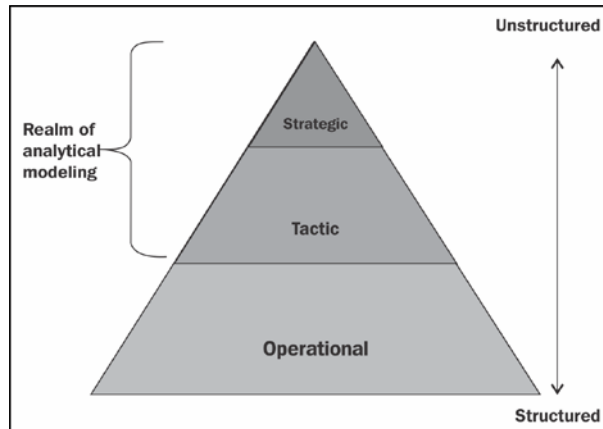 Unstructured
Realm of
analytical
modeling
Strategic
Tactic
Operational
Structured